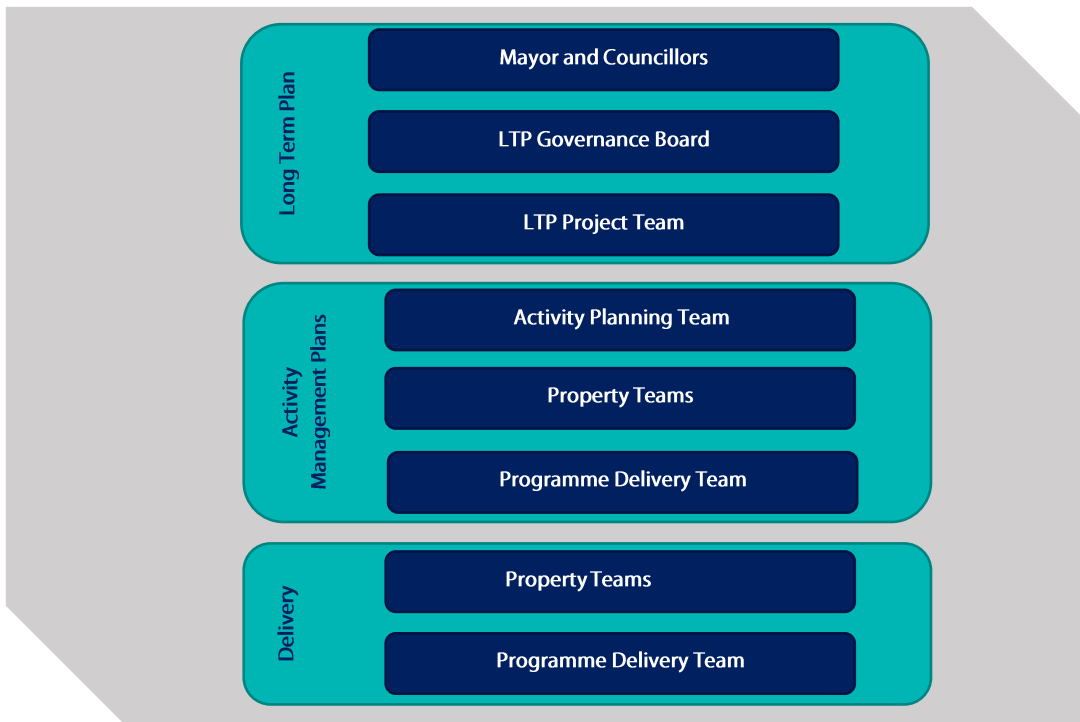 Long Term Plan
Mayor and Councillors
LTP Governance Board
LTP Project Team
Activity
Management Plans
Activity Planning Team
Property Teams
Programme Delivery Team
Delivery
Property Teams
Programme Delivery Team